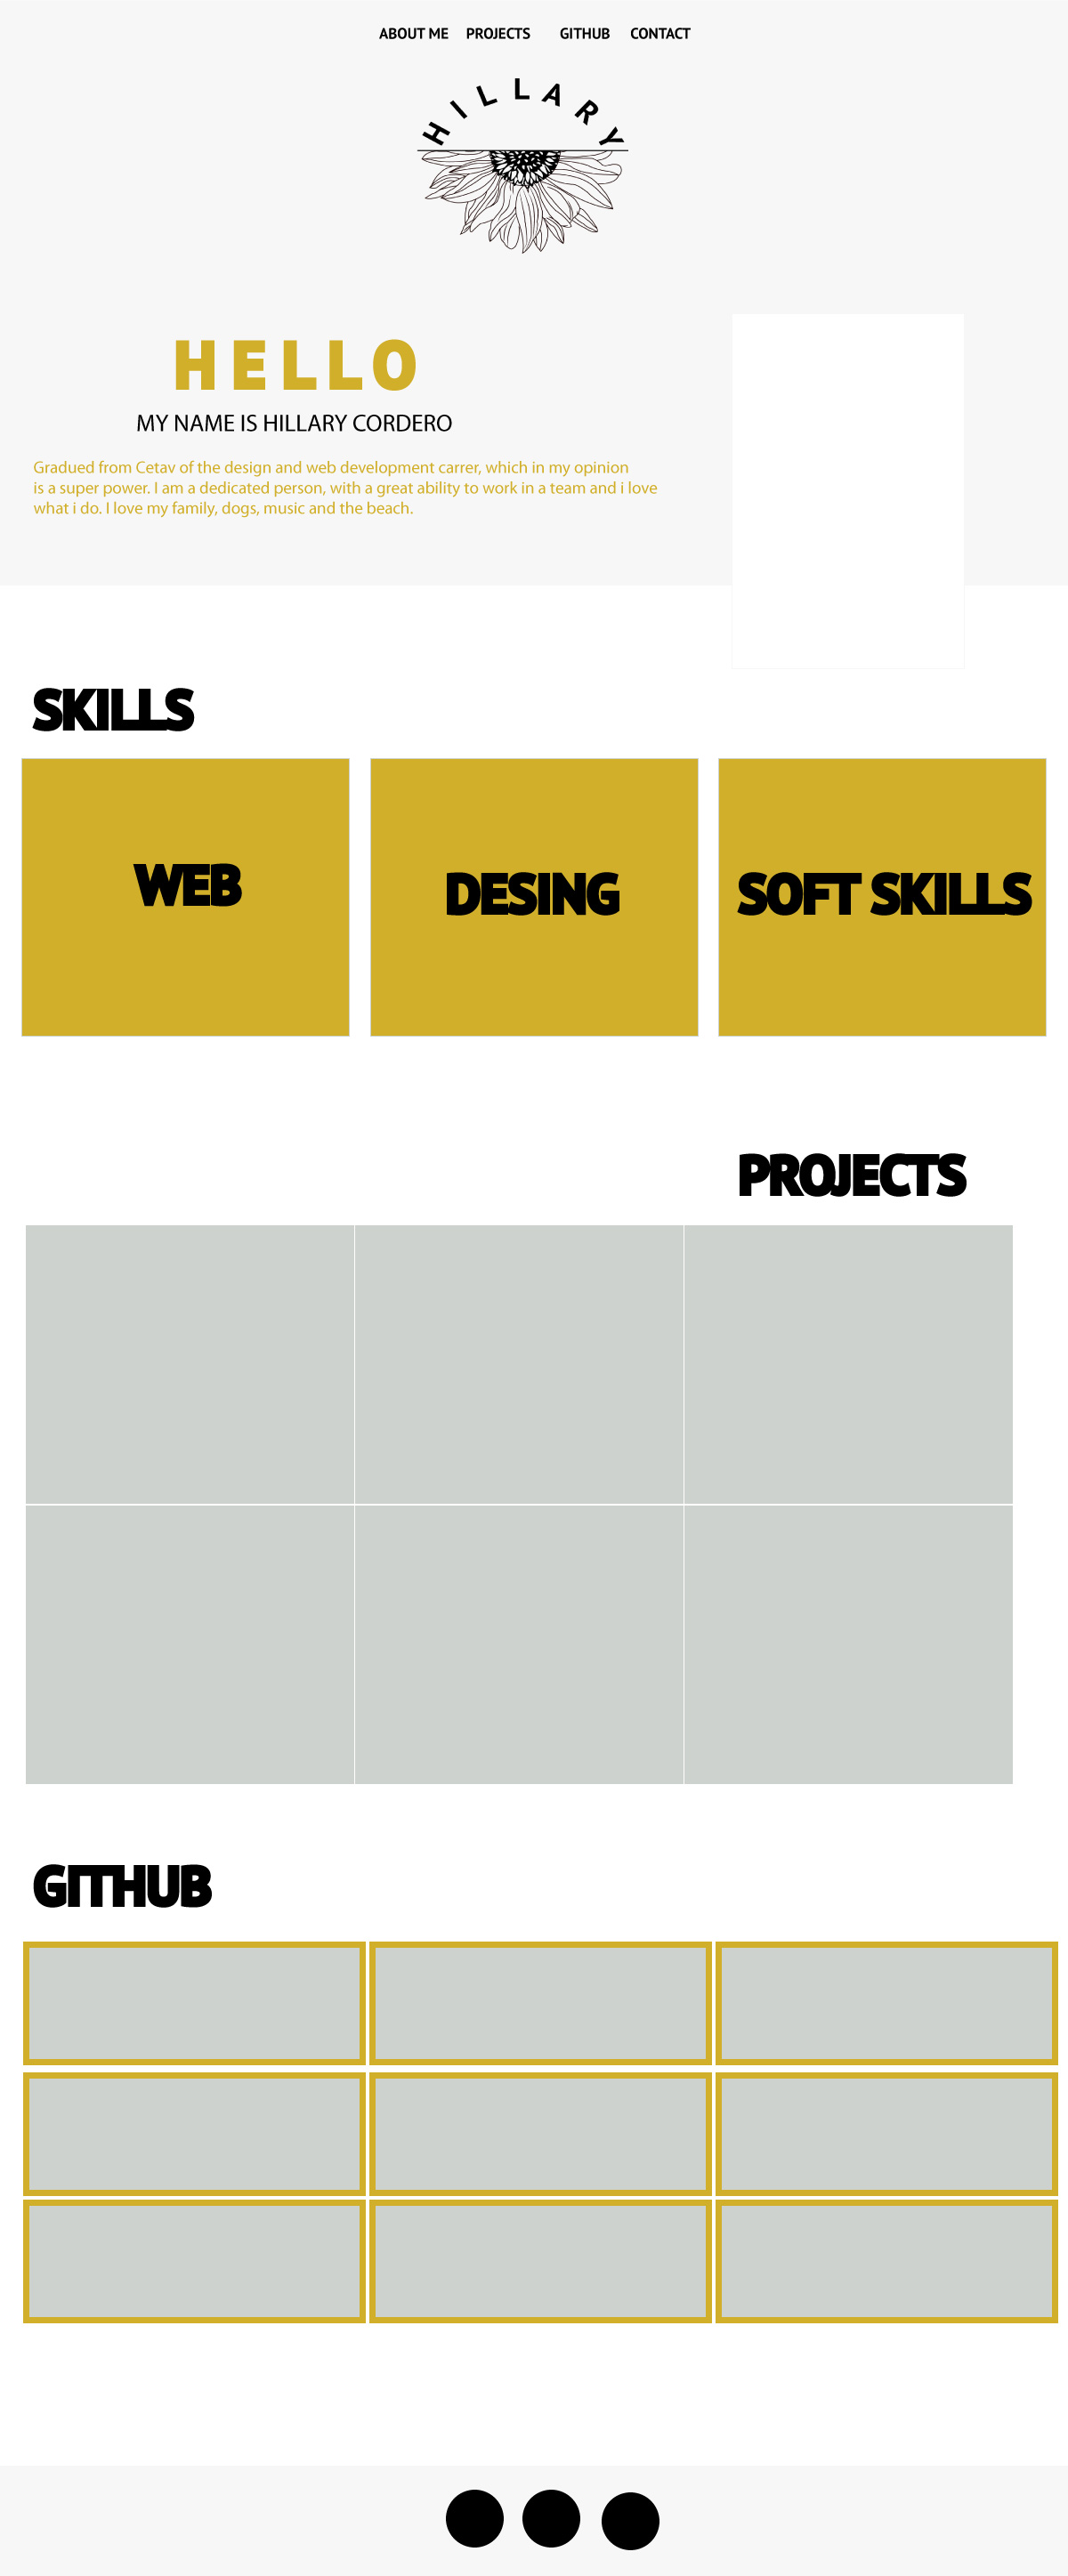 ABOUT ME PROJECTS GITHUB CONTACT
HILLARY
HELLO
MY NAME IS HILLARY CORDERO
Gradued from Cetav of the design and web development carrer, which in my opinion
is a super power. I am a dedicated person, with a great ability to work in a team and i love
what i do. I love my family, dogs, music and the beach.
SKILLS
WEB
DESING
SOFT SKILLS
PROJECTS
GITHUB